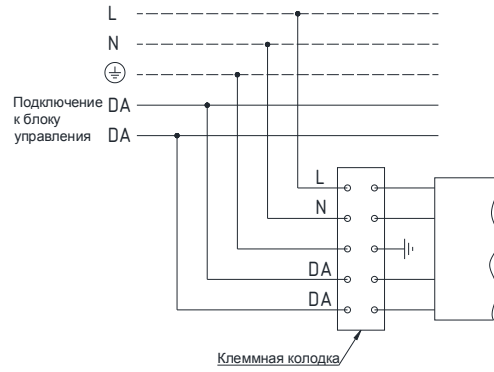 L
N
Подключение
к блоку
управления
DA
DA
L
N
DA
DA
Клеммная колодка